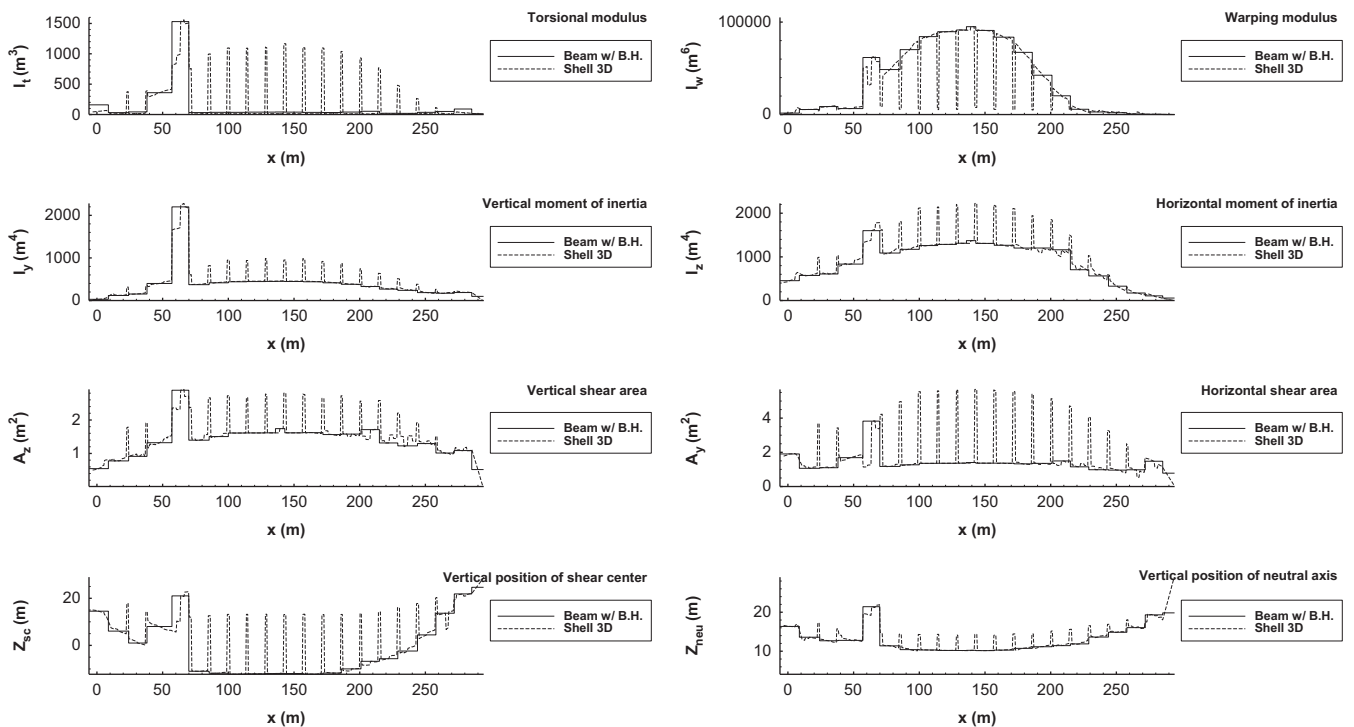 Torsional modulus
I_t (m^3)
1500
1000
500
0
Beam w/ B.H.
Shell 3D
0 50 100 150 200 250
x (m)
Warping modulus
I_w (m^6)
100000
0
Beam w/ B.H.
Shell 3D
0 50 100 150 200 250
x (m)
Vertical moment of inertia
I_y (m^4)
2000
1000
0
Beam w/ B.H.
Shell 3D
0 50 100 150 200 250
x (m)
Horizontal moment of inertia
I_z (m^4)
2000
1000
0
Beam w/ B.H.
Shell 3D
0 50 100 150 200 250
x (m)
Vertical shear area
A_z (m^2)
2
1
Beam w/ B.H.
Shell 3D
0 50 100 150 200 250
x (m)
Horizontal shear area
A_y (m^2)
4
2
0
Beam w/ B.H.
Shell 3D
0 50 100 150 200 250
x (m)
Vertical position of shear center
Z_sc (m)
20
0
Beam w/ B.H.
Shell 3D
0 50 100 150 200 250
x (m)
Vertical position of neutral axis
Z_neu (m)
20
10
Beam w/ B.H.
Shell 3D
0 50 100 150 200 250
x (m)